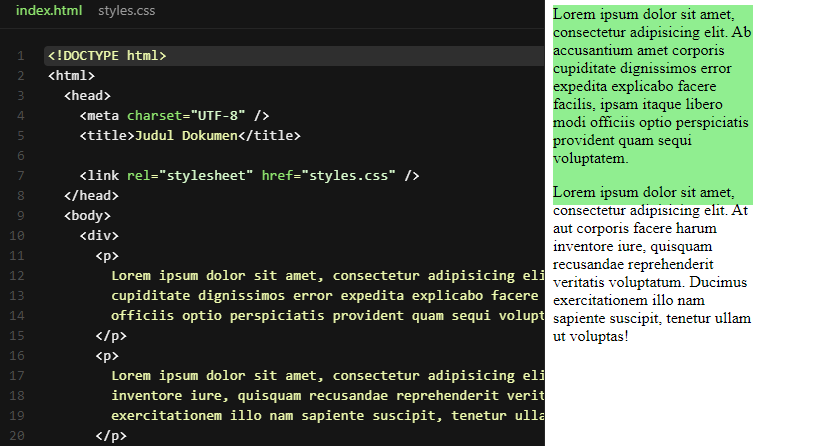 index.html styles.css
1 <!DOCTYPE html>
2 <html>
3 <head>
4 <meta charset="UTF-8" />
5 <title>Judul Dokumen</title>
6
7 <link rel="stylesheet" href="styles.css" />
8 </head>
9 <body>
10 <div>
11 <p>
12 Lorem ipsum dolor sit amet, consectetur adipisicing eli
13 cupiditate dignissimos error expedita explicabo facere
14 officiis optio perspiciatis provident quam sequi volupt
15 </p>
16 <p>
17 Lorem ipsum dolor sit amet, consectetur adipisicing eli
18 inventore iure, quisquam recusandae reprehenderit verit
19 exercitationem illo nam sapiente suscipit, tenetur ulla
20 </p>
Lorem ipsum dolor sit amet,
consectetur adipisicing elit. Ab
accusantium amet corporis
cupiditate dignissimos error
expedita explicabo facere
facilis, ipsam itaque libero
modi officiis optio perspiciatis
provident quam sequi
voluptatem.
Lorem ipsum dolor sit amet,
consectetur adipisicing elit. At
aut corporis facere harum
inventore iure, quisquam
recusandae reprehenderit
veritatis voluptatum. Ducimus
exercitationem illo nam
sapiente suscipit, tenetur ullam
ut voluptas!